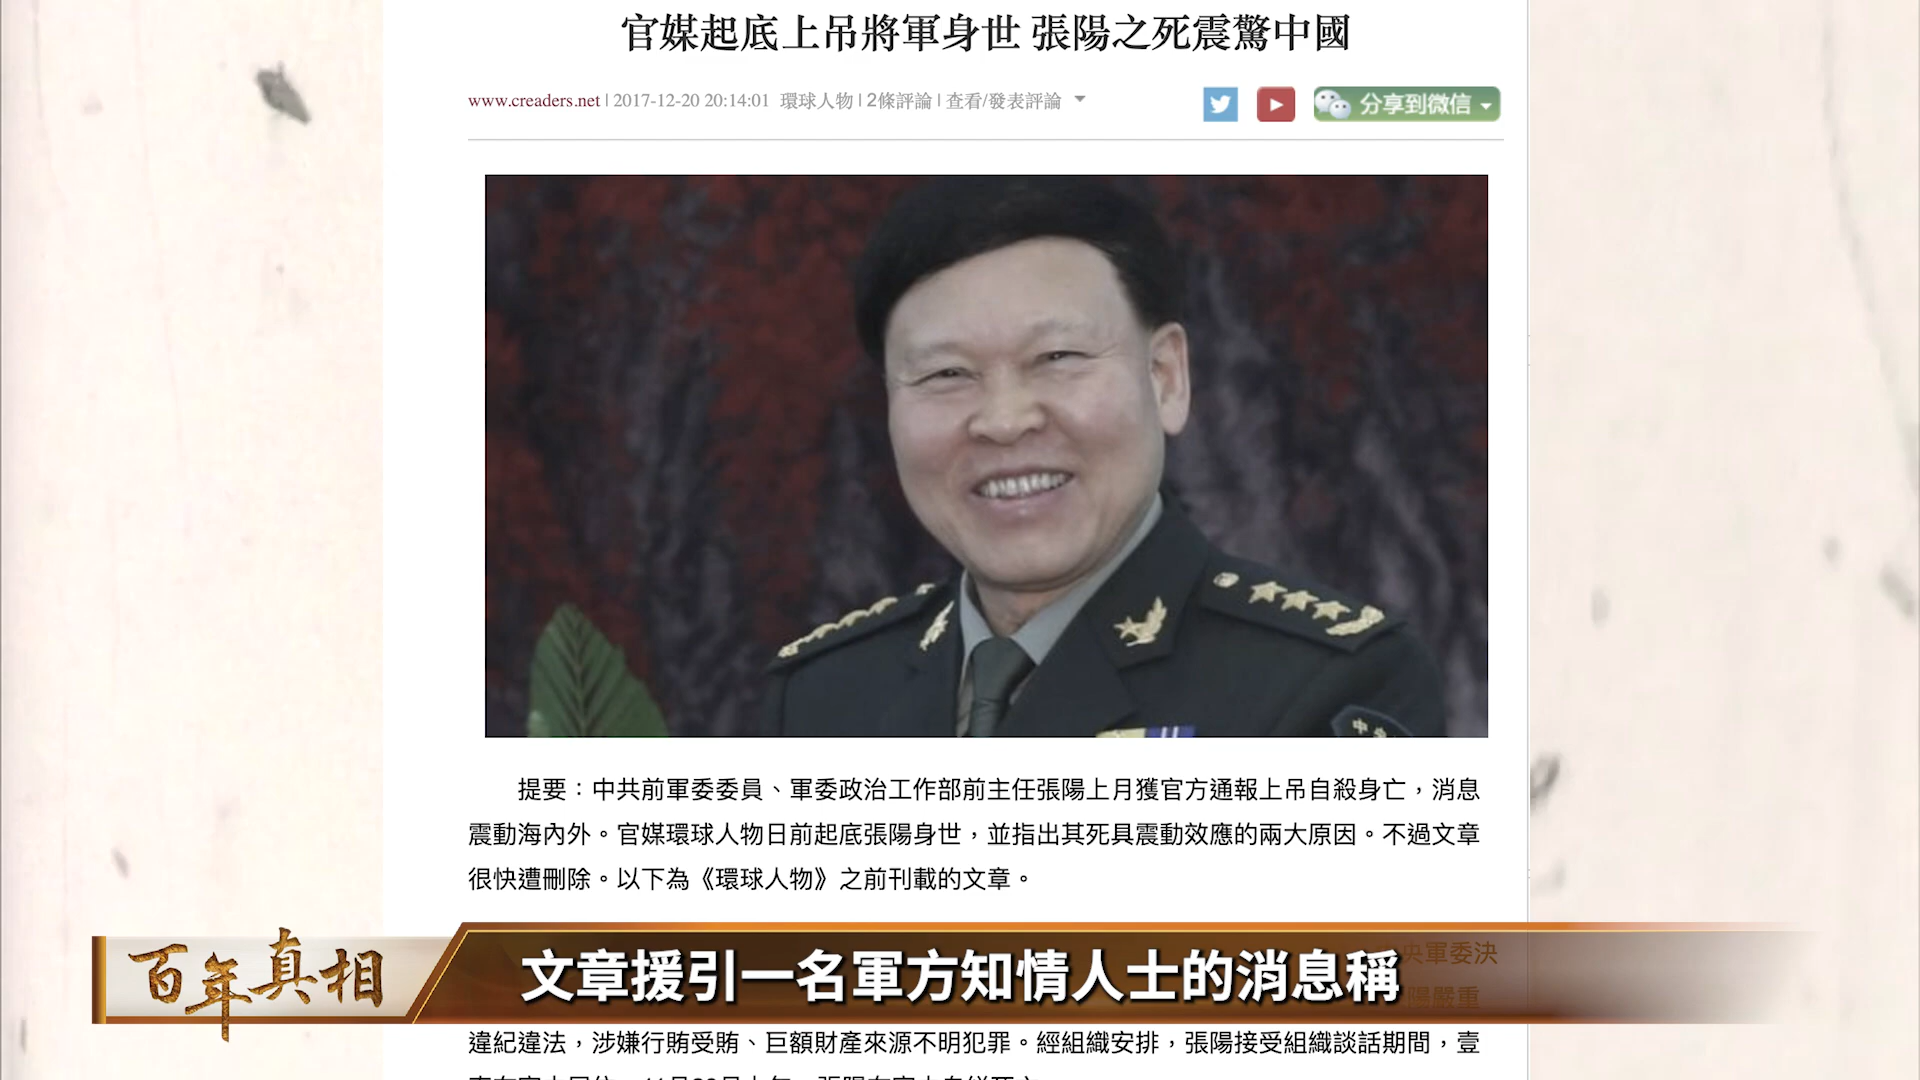 官媒起底上吊將軍身世 張陽之死震驚中國
www.creaders.net | 2017-12-20 20:14:01 環球人物 | 2條評論 | 查看/發表評論
分享到微信
提要：中共前軍委委員、軍委政治工作部前主任張陽上月獲官方通報上吊自殺身亡，消息
震動海內外。官媒環球人物日前起底張陽身世，並指出其死具震動效應的兩大原因。不過文章
很快遭刪除。以下為《環球人物》之前刊載的文章。
央軍委決
陽嚴重
百年真相
文章援引一名軍方知情人士的消息稱
違紀違法，涉嫌行賄受賄、巨額財產來源不明犯罪。經組織安排，張陽接受組織談話期間，壹